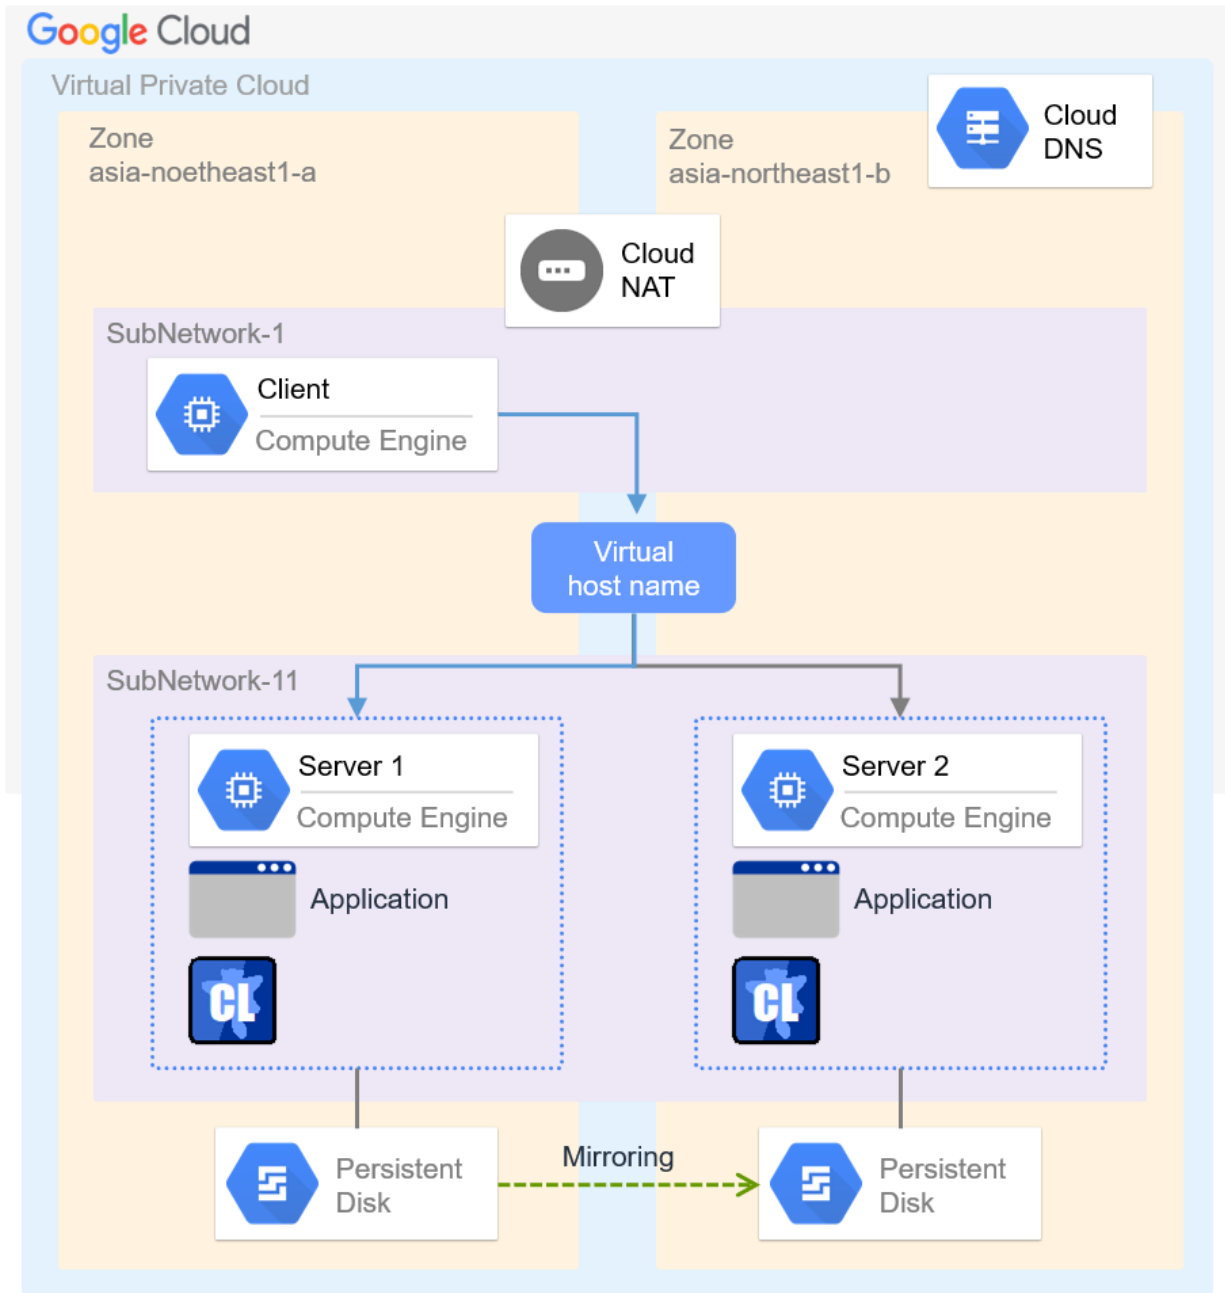 Google Cloud
Virtual Private Cloud
Zone
asia-noetheast1-a
Zone
asia-northeast1-b
Cloud
DNS
Cloud
NAT
SubNetwork-1
Client
Compute Engine
Virtual
host name
SubNetwork-11
Server 1
Compute Engine
Application
CL
Server 2
Compute Engine
Application
CL
Persistent
Disk
Mirroring
Persistent
Disk